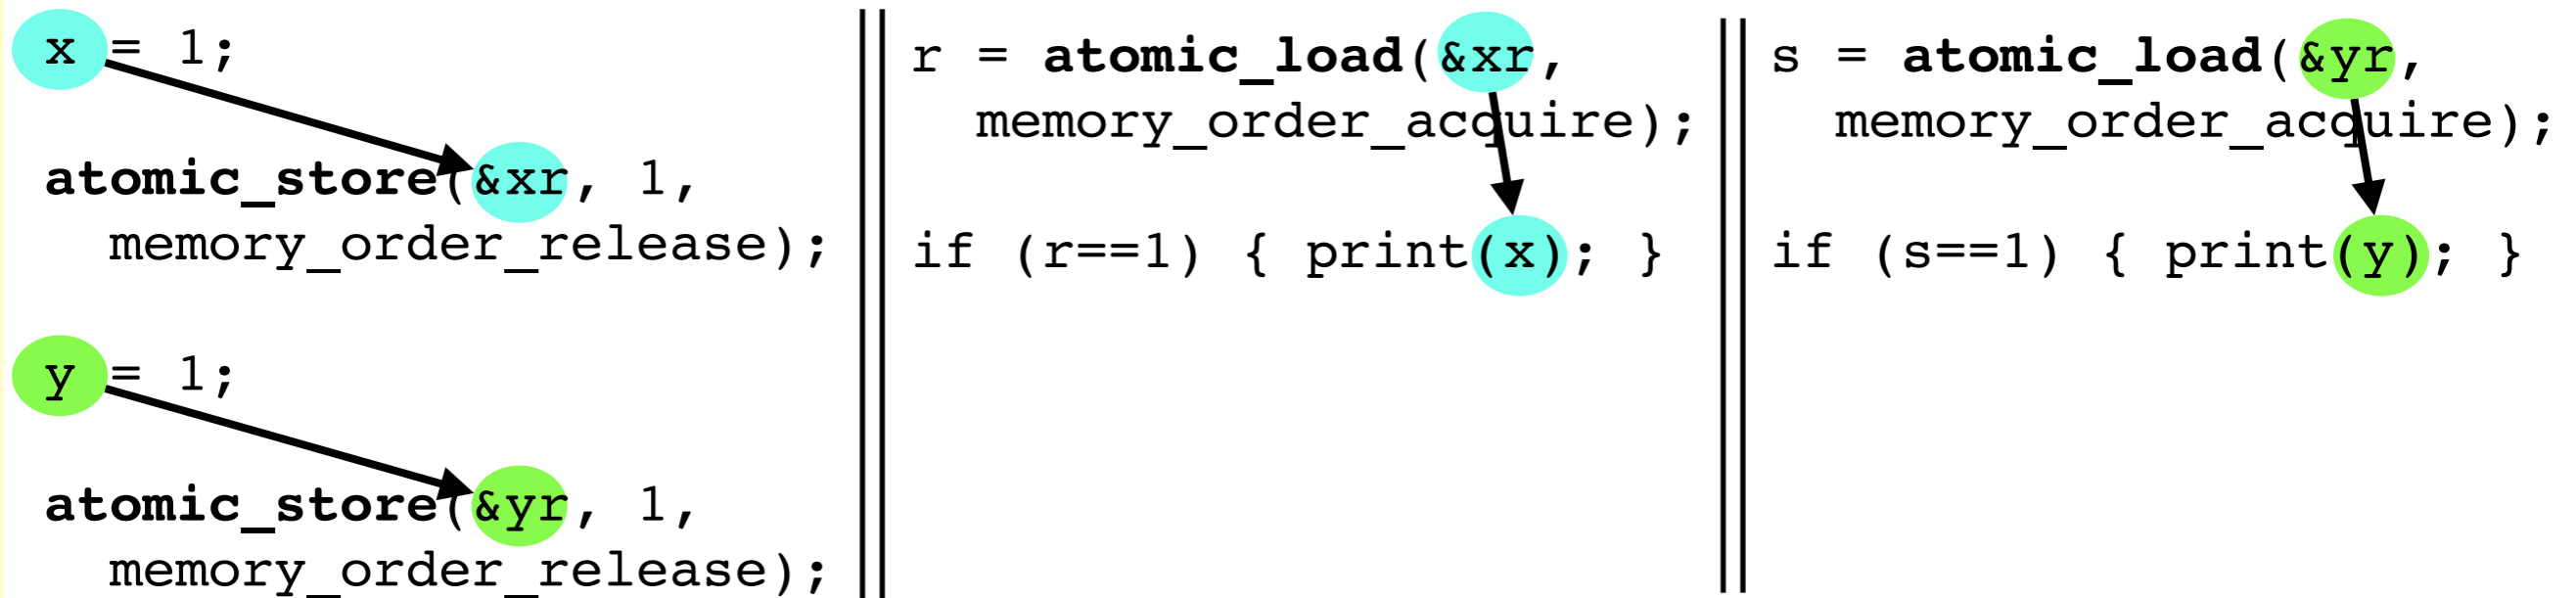 x = 1;
atomic_store(&xr, 1,
memory_order_release);
y = 1;
atomic_store(&yr, 1,
memory_order_release);
r = atomic_load(&xr,
memory_order_acquire);
if (r==1) { print(x); }
s = atomic_load(&yr,
memory_order_acquire);
if (s==1) { print(y); }